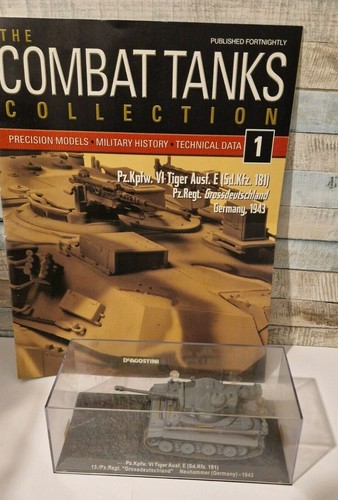 THE
PUBLISHED FORTNIGHTLY
COMBAT TANKS
COLLECTION
PRECISION MODELS • MILITARY HISTORY • TECHNICAL DATA 1
Pz.Kpfw. VI Tiger Ausf. E (Sd.Kfz. 181)
Pz.Regt. Grossdeutschland
Germany, 1943
DeAGOSTINI
Pz.Kpfw. VI Tiger Ausf. E (Sd.Kfz. 181)
13./Pz.Regt. "Grossdeutschland" Neuhammer (Germany) - 1943